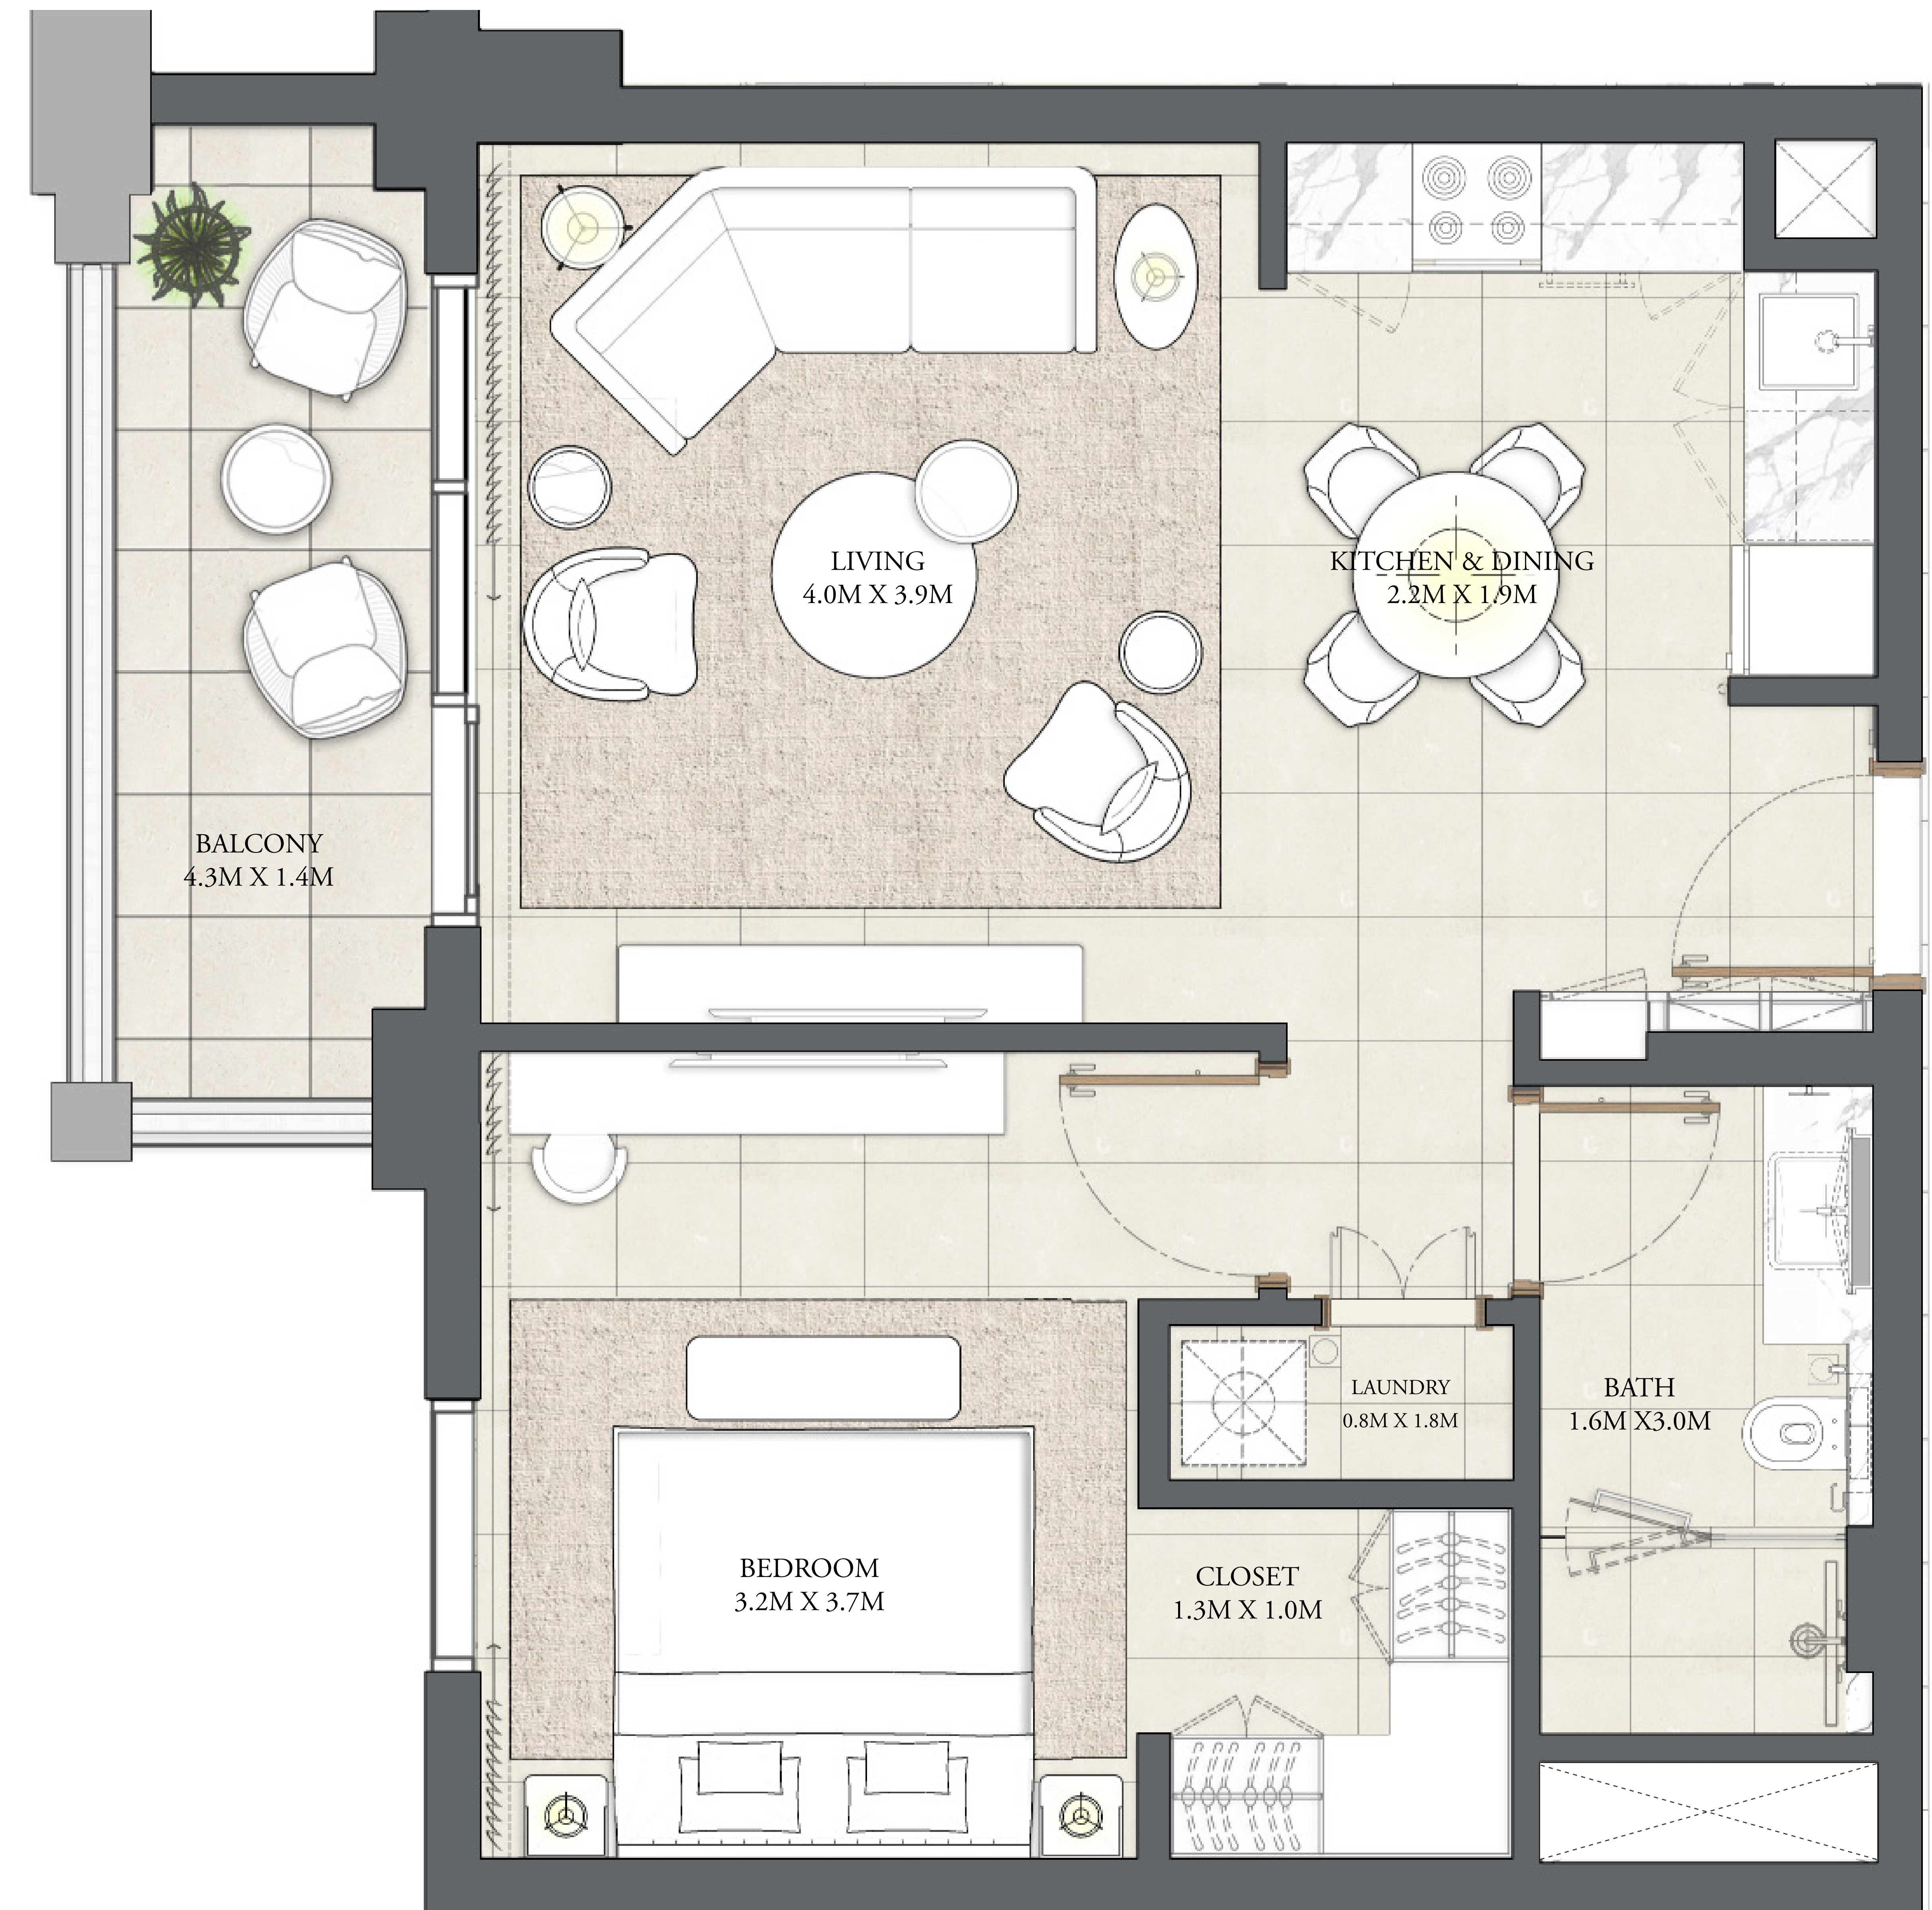 LIVING
4.0M X 3.9M
KITCHEN & DINING
2.2M X 1.9M
BALCONY
4.3M X 1.4M
LAUNDRY
0.8M X 1.8M
BATH
1.6M X3.0M
BEDROOM
3.2M X 3.7M
CLOSET
1.3M X 1.0M